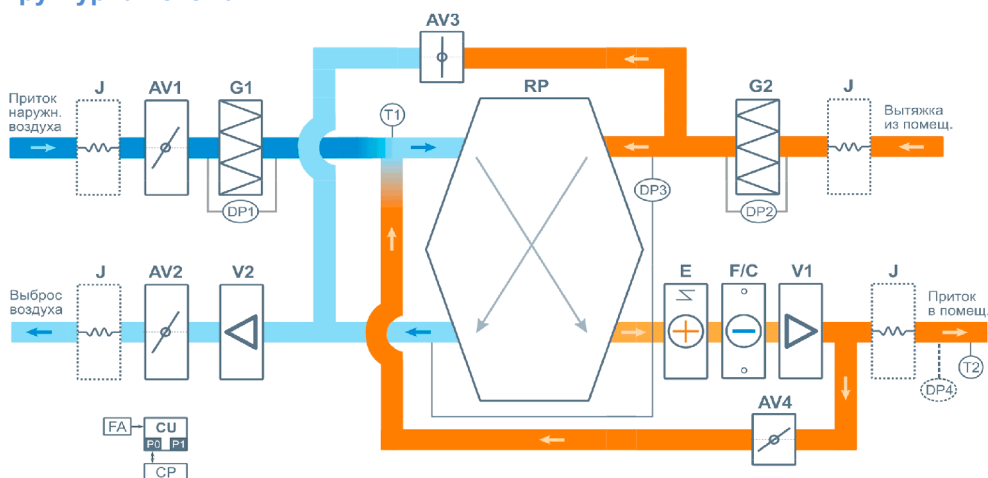 AV3
J
AV1
G1
RP
G2
J
Приток
наружн.
воздуха
T1
Вытяжка
из помещ.
DP1
DP3
DP2
J
AV2
V2
E
F/C
V1
J
Выброс
воздуха
Приток
в помещ.
T2
DP4
AV4
FA
CU
P0 P1
CP